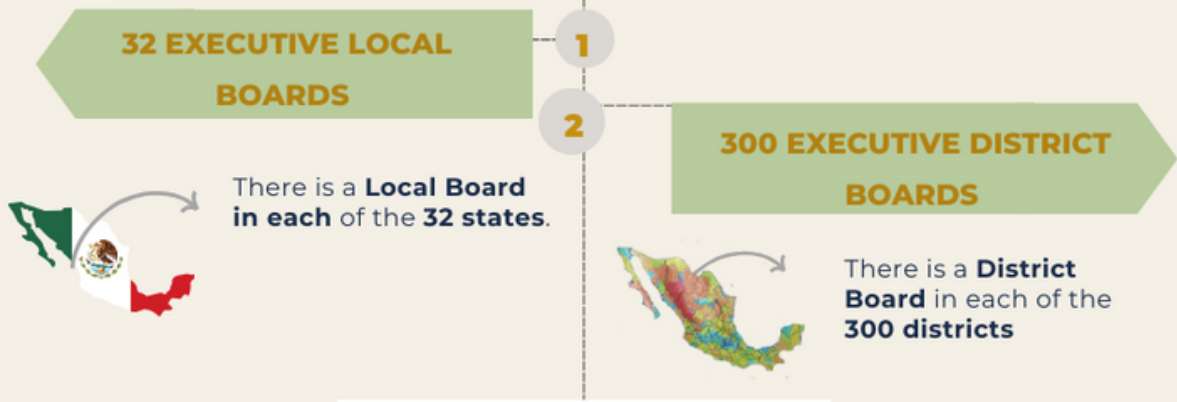 32 EXECUTIVE LOCAL
BOARDS
1
2
300 EXECUTIVE DISTRICT
BOARDS
There is a Local Board
in each of the 32 states.
There is a District
Board in each of the
300 districts